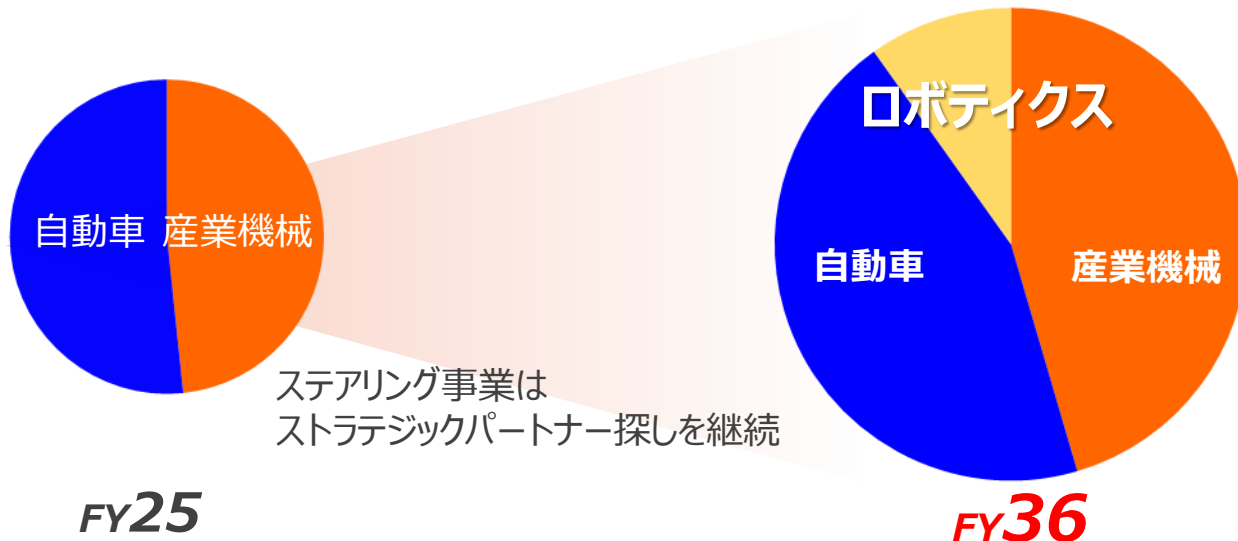 自動車
産業機械
ステアリング事業は
ストラテジックパートナー探しを継続
FY25
ロボティクス
自動車
産業機械
FY36